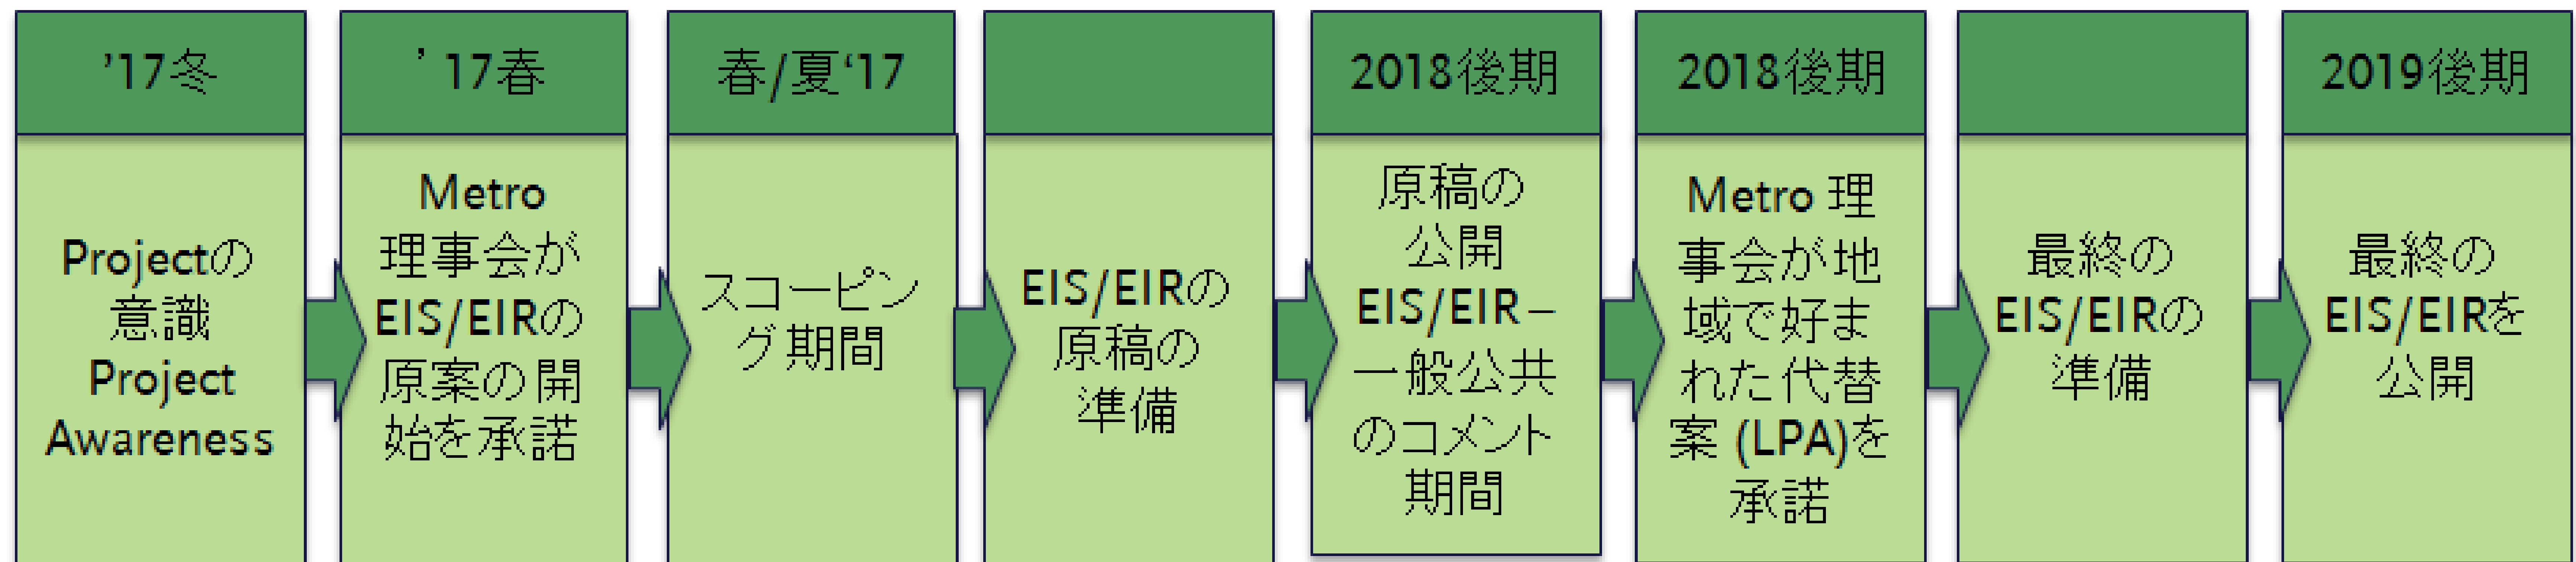 ’17冬
Projectの
意識
Project
Awareness
’ 17春
Metro
理事会が
EIS/EIRの
原案の開
始を承諾
春/夏‘17
スコーピン
グ期間
EIS/EIRの
原稿の
準備
2018後期
原稿の
公開
EIS/EIR –
一般公共
のコメント
期間
2018後期
Metro 理
事会が地
域で好ま
れた代替
案 (LPA)を
承諾
最終の
EIS/EIRの
準備
2019後期
最終の
EIS/EIRを
公開